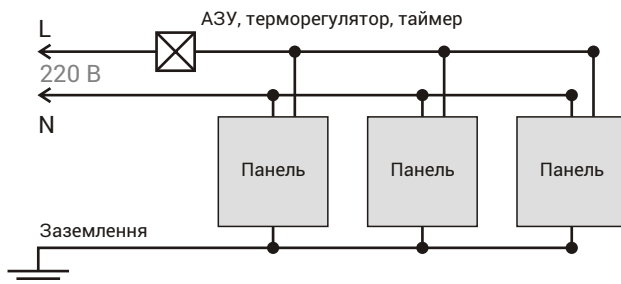 АЗУ, терморегулятор, таймер
L
220 В
N
Панель Панель Панель
Заземлення